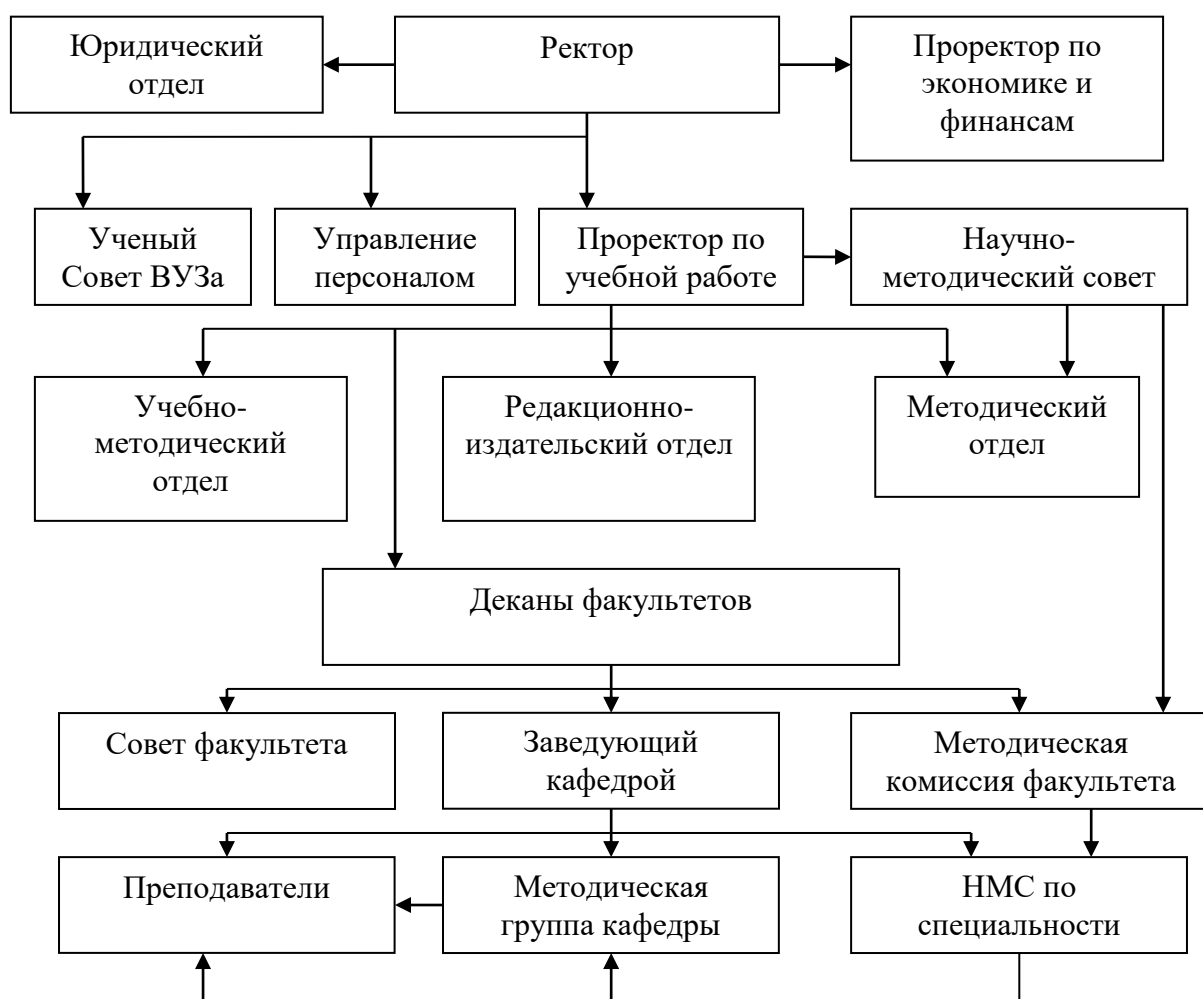 Юридический
отдел
Ректор
Проректор по
экономике и
финансам
Ученый
Совет ВУЗа
Управление
персоналом
Проректор по
учебной работе
Научно-
методический совет
Учебно-
методический
отдел
Редакционно-
издательский отдел
Методический
отдел
Деканы факультетов
Совет факультета
Заведующий
кафедрой
Методическая
комиссия факультета
Преподаватели
Методическая
группа кафедры
НМС по
специальности